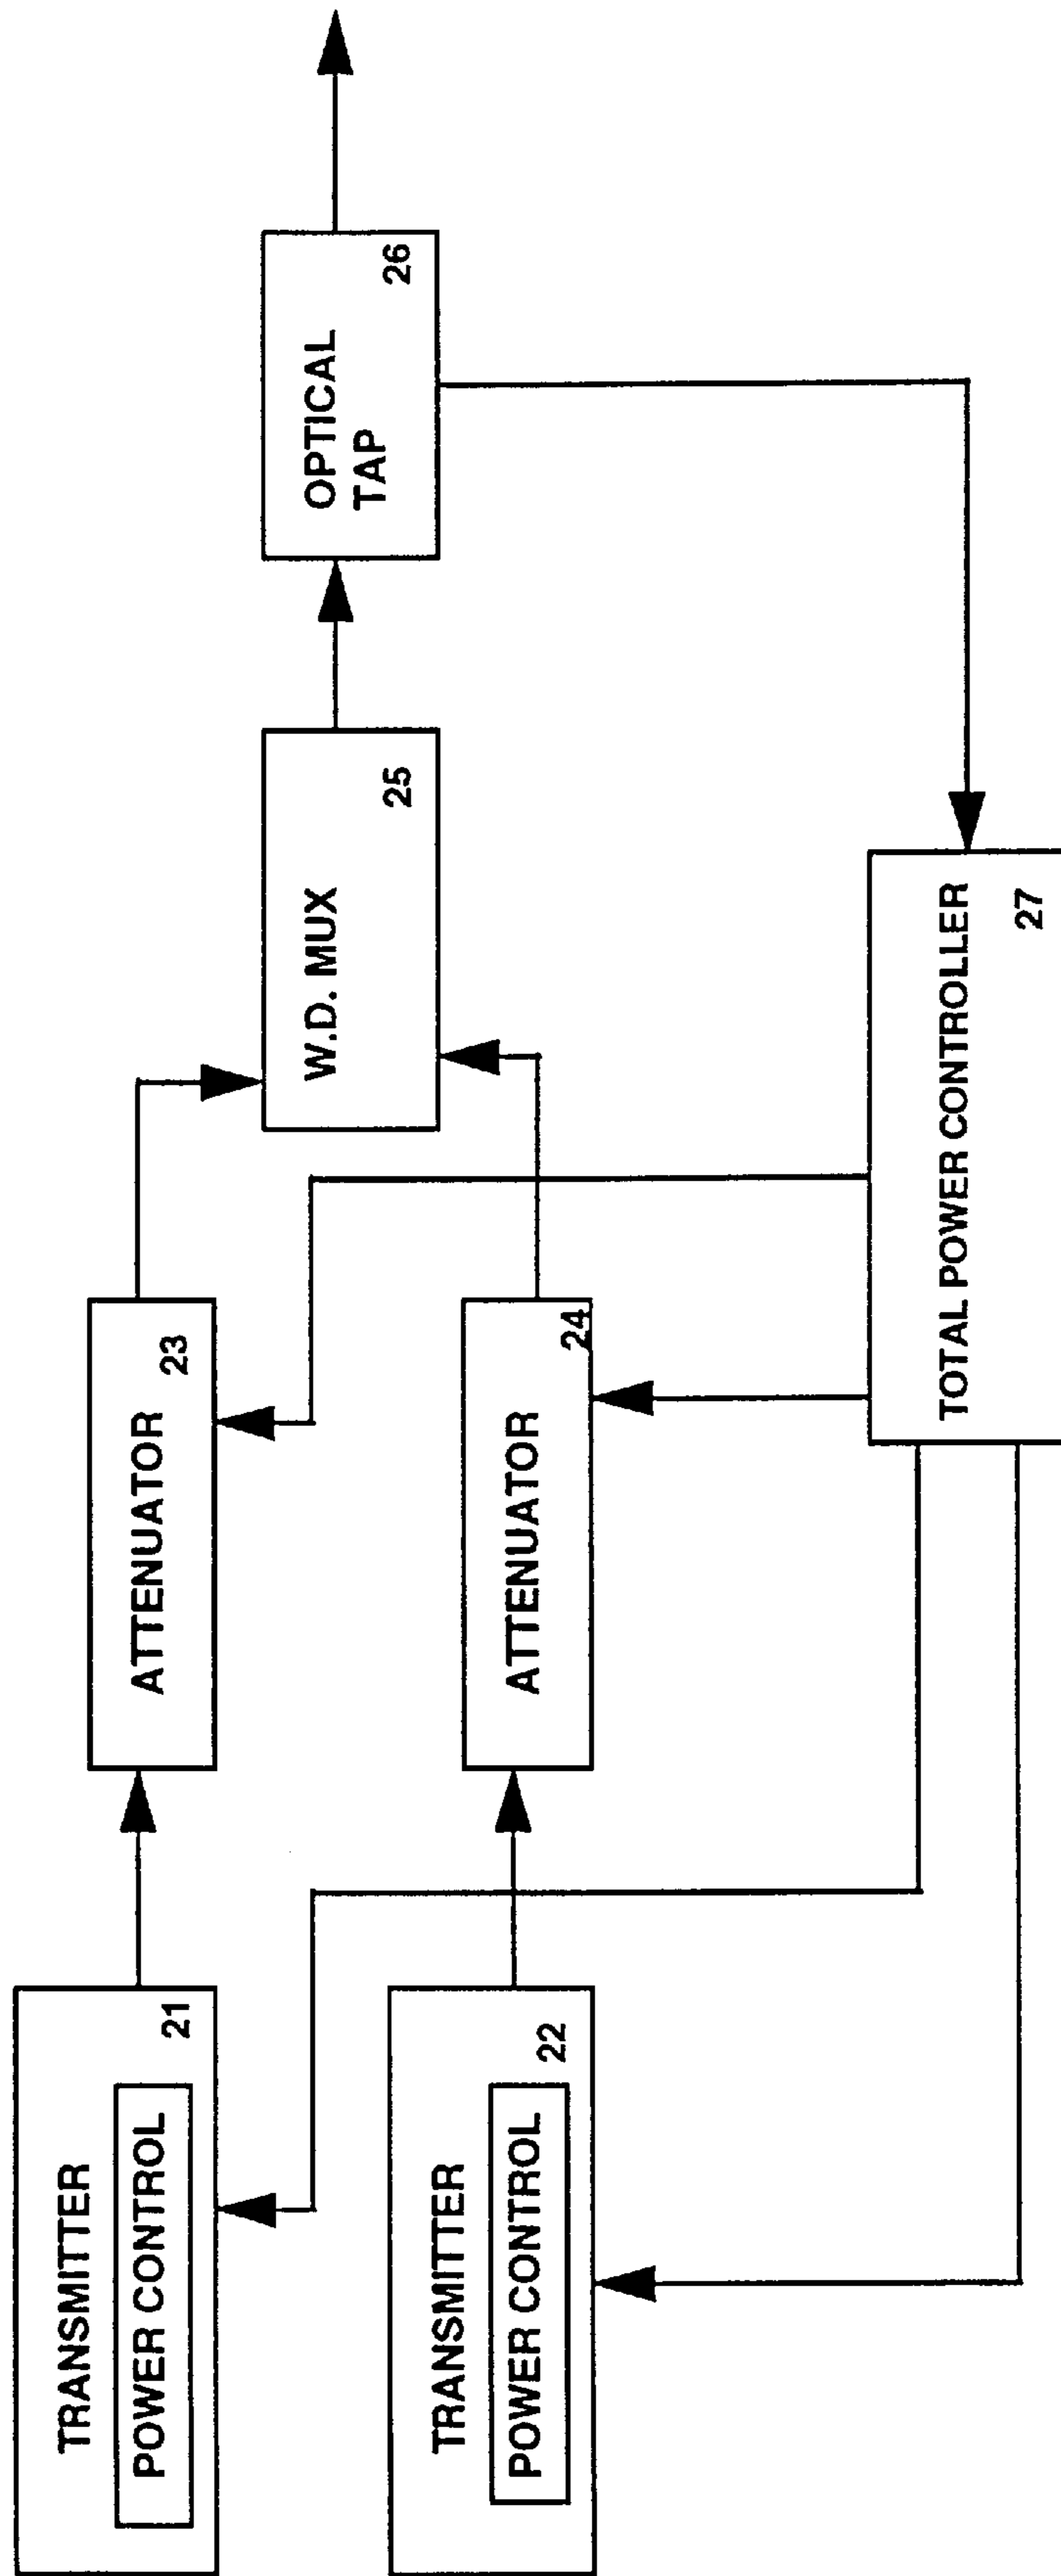 TRANSMITTER
21
POWER CONTROL
ATTENUATOR
23
TRANSMITTER
22
POWER CONTROL
ATTENUATOR
24
W.D. MUX
25
OPTICAL
TAP
26
TOTAL POWER CONTROLLER
27